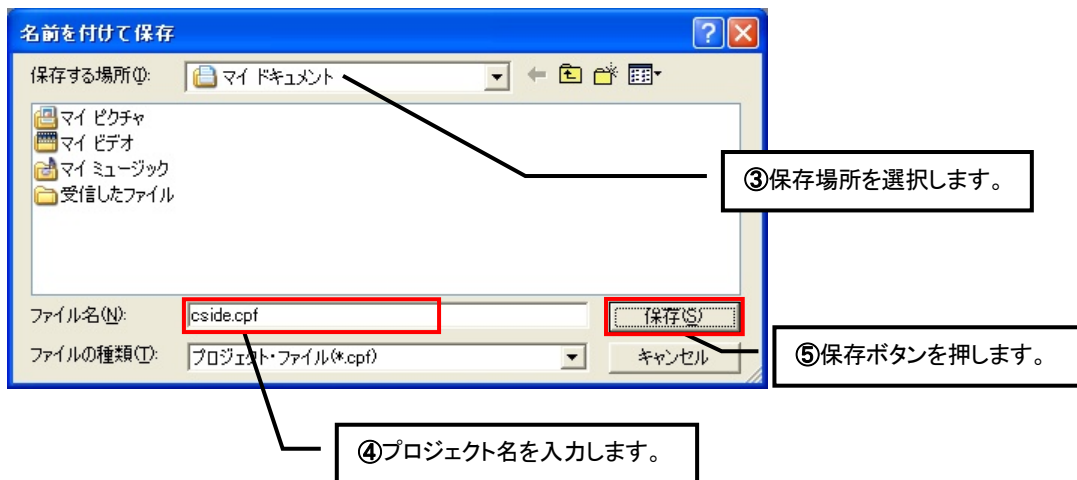 名前を付けて保存
保存する場所(I):
マイ ドキュメント
マイ ピクチャ
マイ ビデオ
マイ ミュージック
受信したファイル
③保存場所を選択します。
ファイル名(N):
cside.cpf
保存(S)
ファイルの種類(T):
プロジェクト・ファイル(*.cpf)
キャンセル
⑤保存ボタンを押します。
④プロジェクト名を入力します。